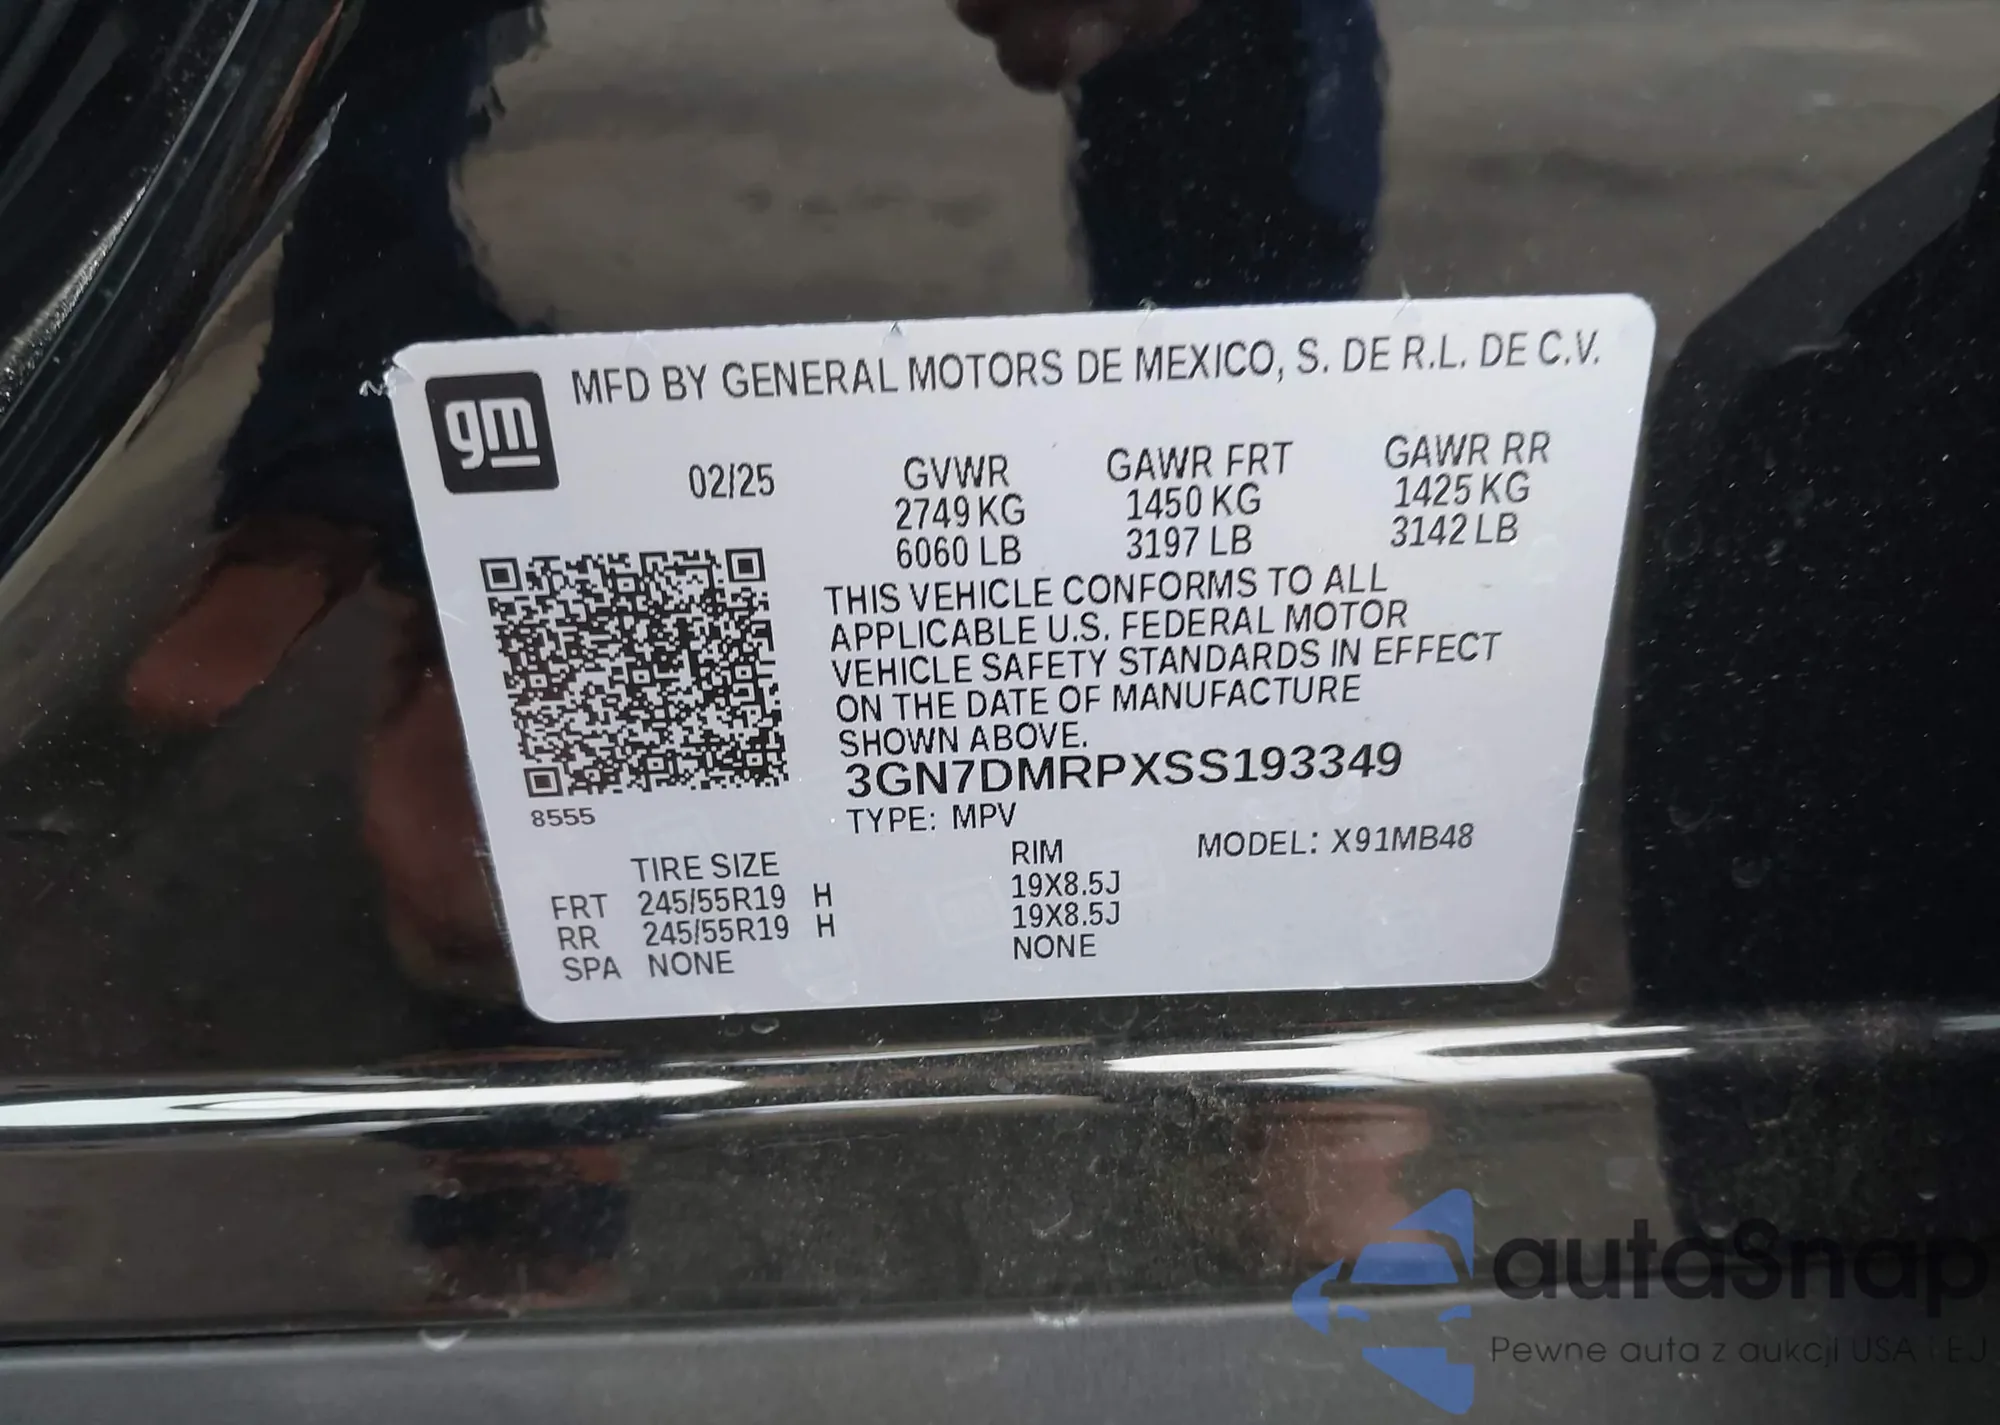 gm
MFD BY GENERAL MOTORS DE MEXICO, S. DE R.L. DE C.V.
02/25
GVWR GAWR FRT GAWR RR
2749 KG 1450 KG 1425 KG
6060 LB 3197 LB 3142 LB
THIS VEHICLE CONFORMS TO ALL
APPLICABLE U.S. FEDERAL MOTOR
VEHICLE SAFETY STANDARDS IN EFFECT
ON THE DATE OF MANUFACTURE
SHOWN ABOVE.
3GN7DMRPXSS193349
8555
TYPE: MPV
MODEL: X91MB48
TIRE SIZE RIM
FRT 245/55R19 H 19X8.5J
RR 245/55R19 H 19X8.5J
SPA NONE NONE
autaSnap
Pewne auta z aukcji USA i EJ